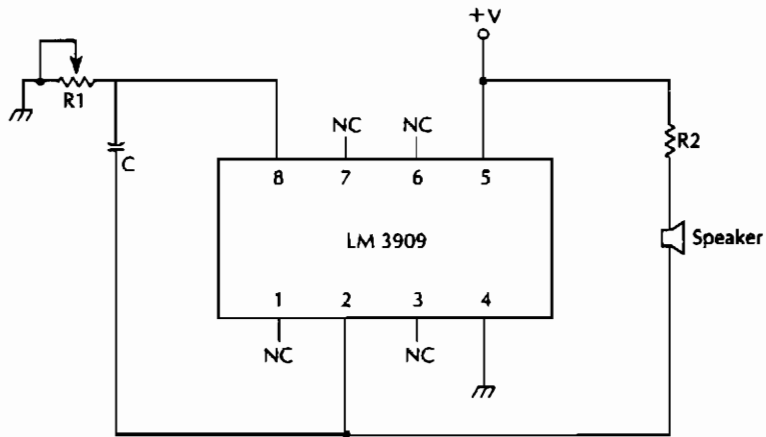 +V
R1
NC NC
R2
C
8 7 6 5
LM 3909
Speaker
1 2 3 4
NC NC